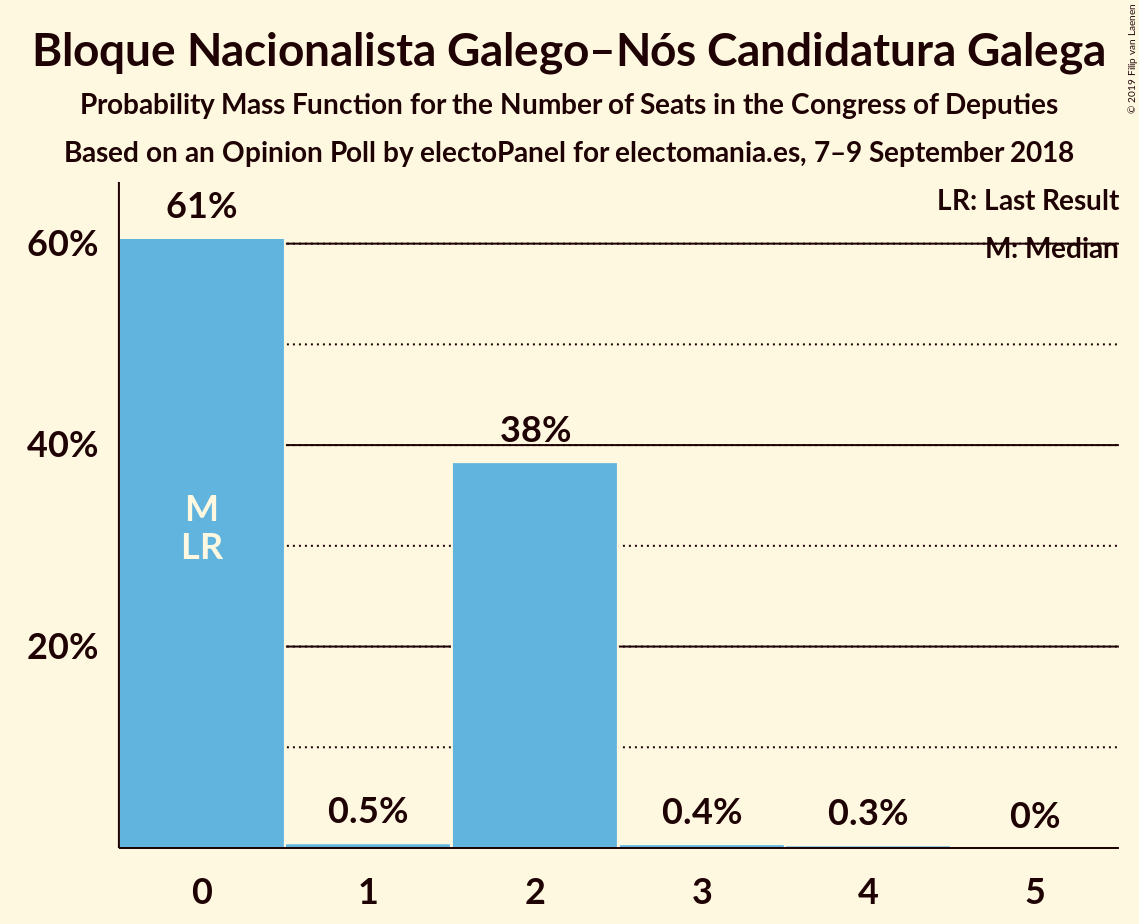 Bloque Nacionalista Galego–Nós Candidatura Galega
Probability Mass Function for the Number of Seats in the Congress of Deputies
Based on an Opinion Poll by electoPanel for electomania.es, 7–9 September 2018
© 2019 Filip van Laenen
LR: Last Result
M: Median
61%
60%
38%
40%
M
LR
20%
0.5%
0.4%
0.3%
0%
0 1 2 3 4 5